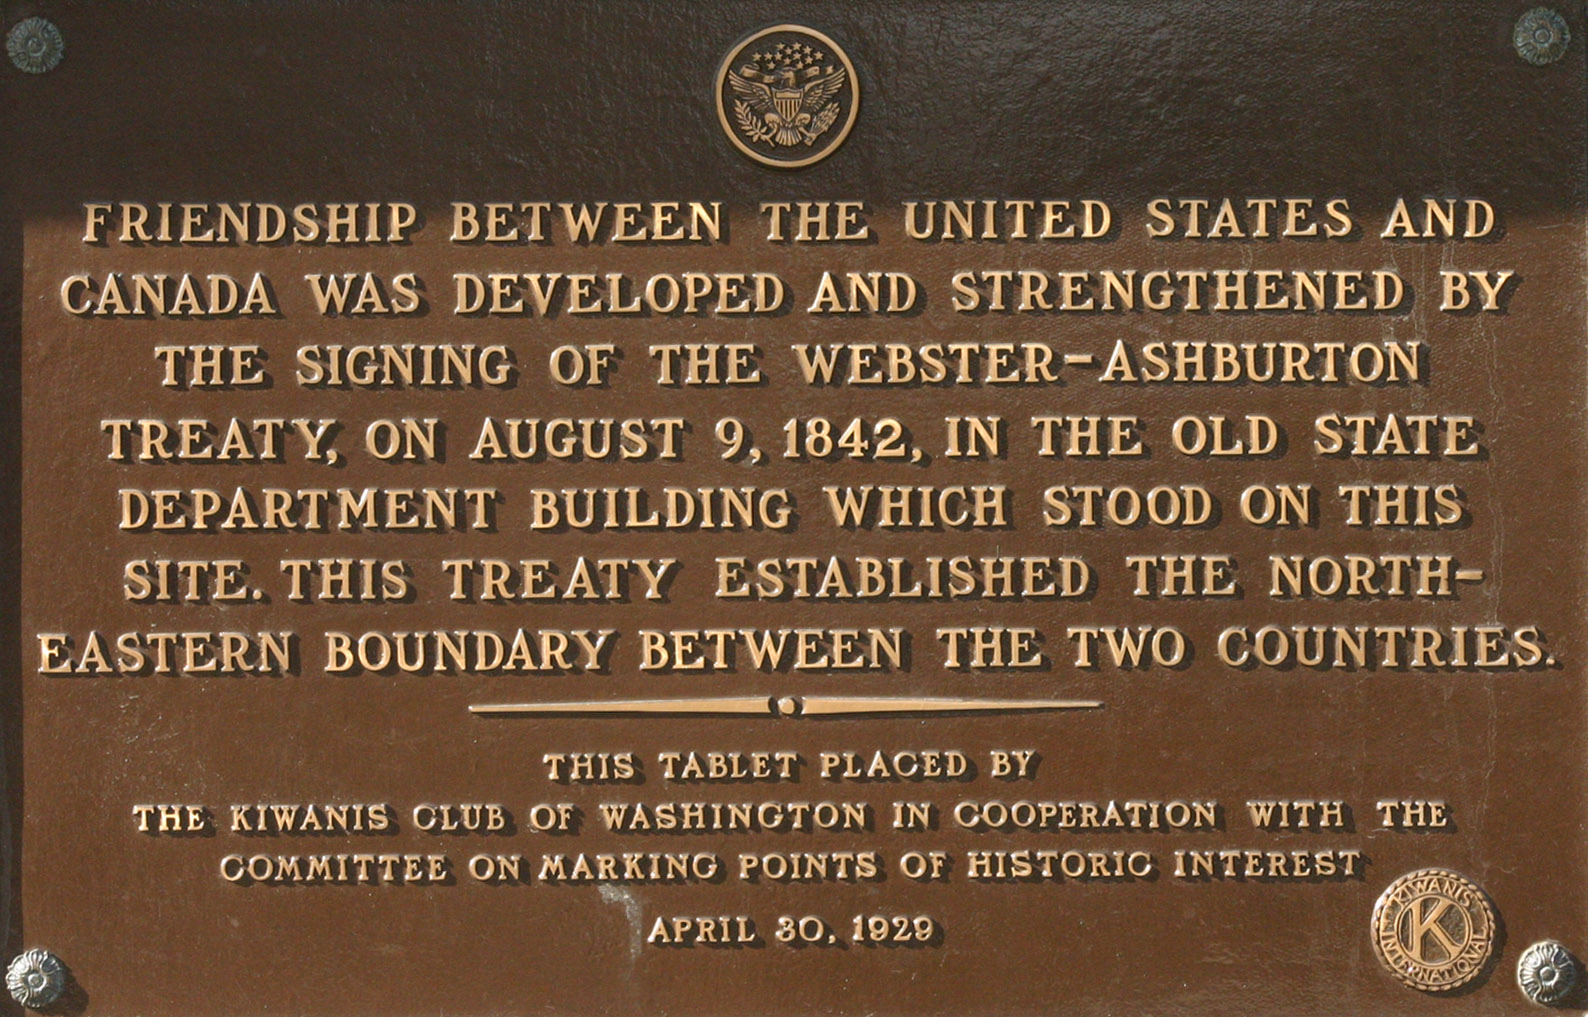 FRIENDSHIP BETWEEN THE UNITED STATES AND
CANADA WAS DEVELOPED AND STRENGTHENED BY
THE SIGNING OF THE WEBSTER-ASHBURTON
TREATY, ON AUGUST 9, 1842, IN THE OLD STATE
DEPARTMENT BUILDING WHICH STOOD ON THIS
SITE. THIS TREATY ESTABLISHED THE NORTH-
EASTERN BOUNDARY BETWEEN THE TWO COUNTRIES.
THIS TABLET PLACED BY
THE KIWANIS CLUB OF WASHINGTON IN COOPERATION WITH THE
COMMITTEE ON MARKING POINTS OF HISTORIC INTEREST
APRIL 30, 1929
KIWANIS
K
INTERNATIONAL